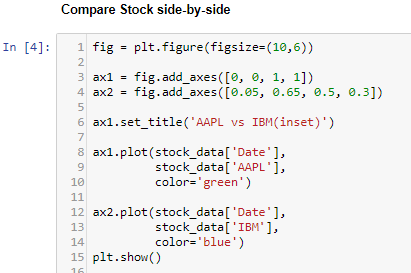 Compare Stock side-by-side
In [4]:
1 fig = plt.figure(figsize=(10,6))
2
3 ax1 = fig.add_axes([0, 0, 1, 1])
4 ax2 = fig.add_axes([0.05, 0.65, 0.5, 0.3])
5
6 ax1.set_title('AAPL vs IBM(inset)')
7
8 ax1.plot(stock_data['Date'],
9          stock_data['AAPL'],
10          color='green')
11
12 ax2.plot(stock_data['Date'],
13          stock_data['IBM'],
14          color='blue')
15 plt.show()
16